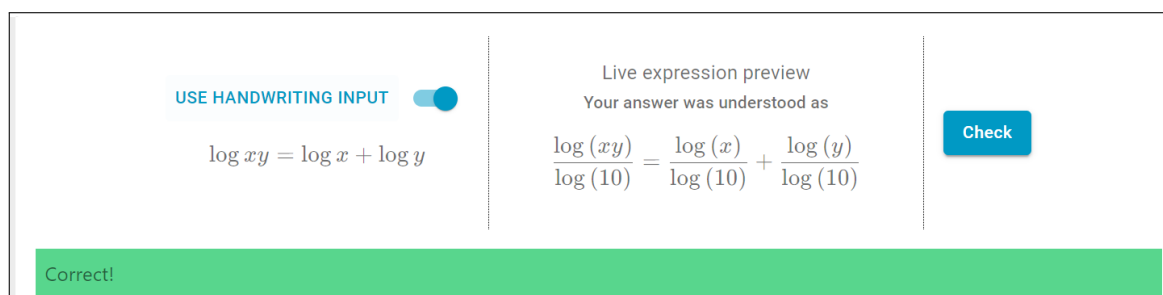 USE HANDWRITING INPUT
log xy = log x + log y
Live expression preview
Your answer was understood as
log (xy) / log (10) = log (x) / log (10) + log (y) / log (10)
Check
Correct!